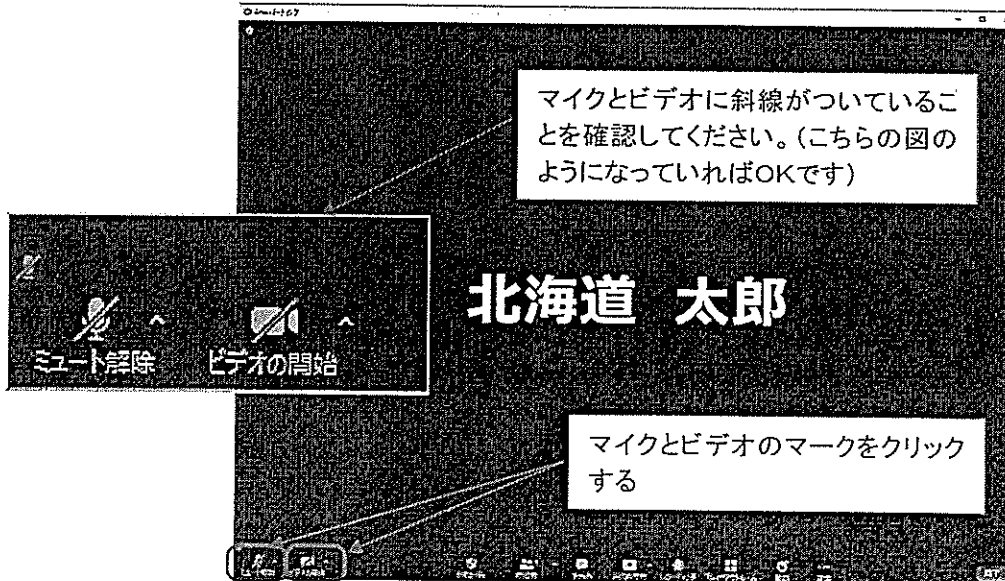 マイクとビデオに斜線がついているこ
とを確認してください。(こちらの図の
ようになっていればOKです)
北海道 太郎
ミュート解除 ビデオの開始
マイクとビデオのマークをクリック
する